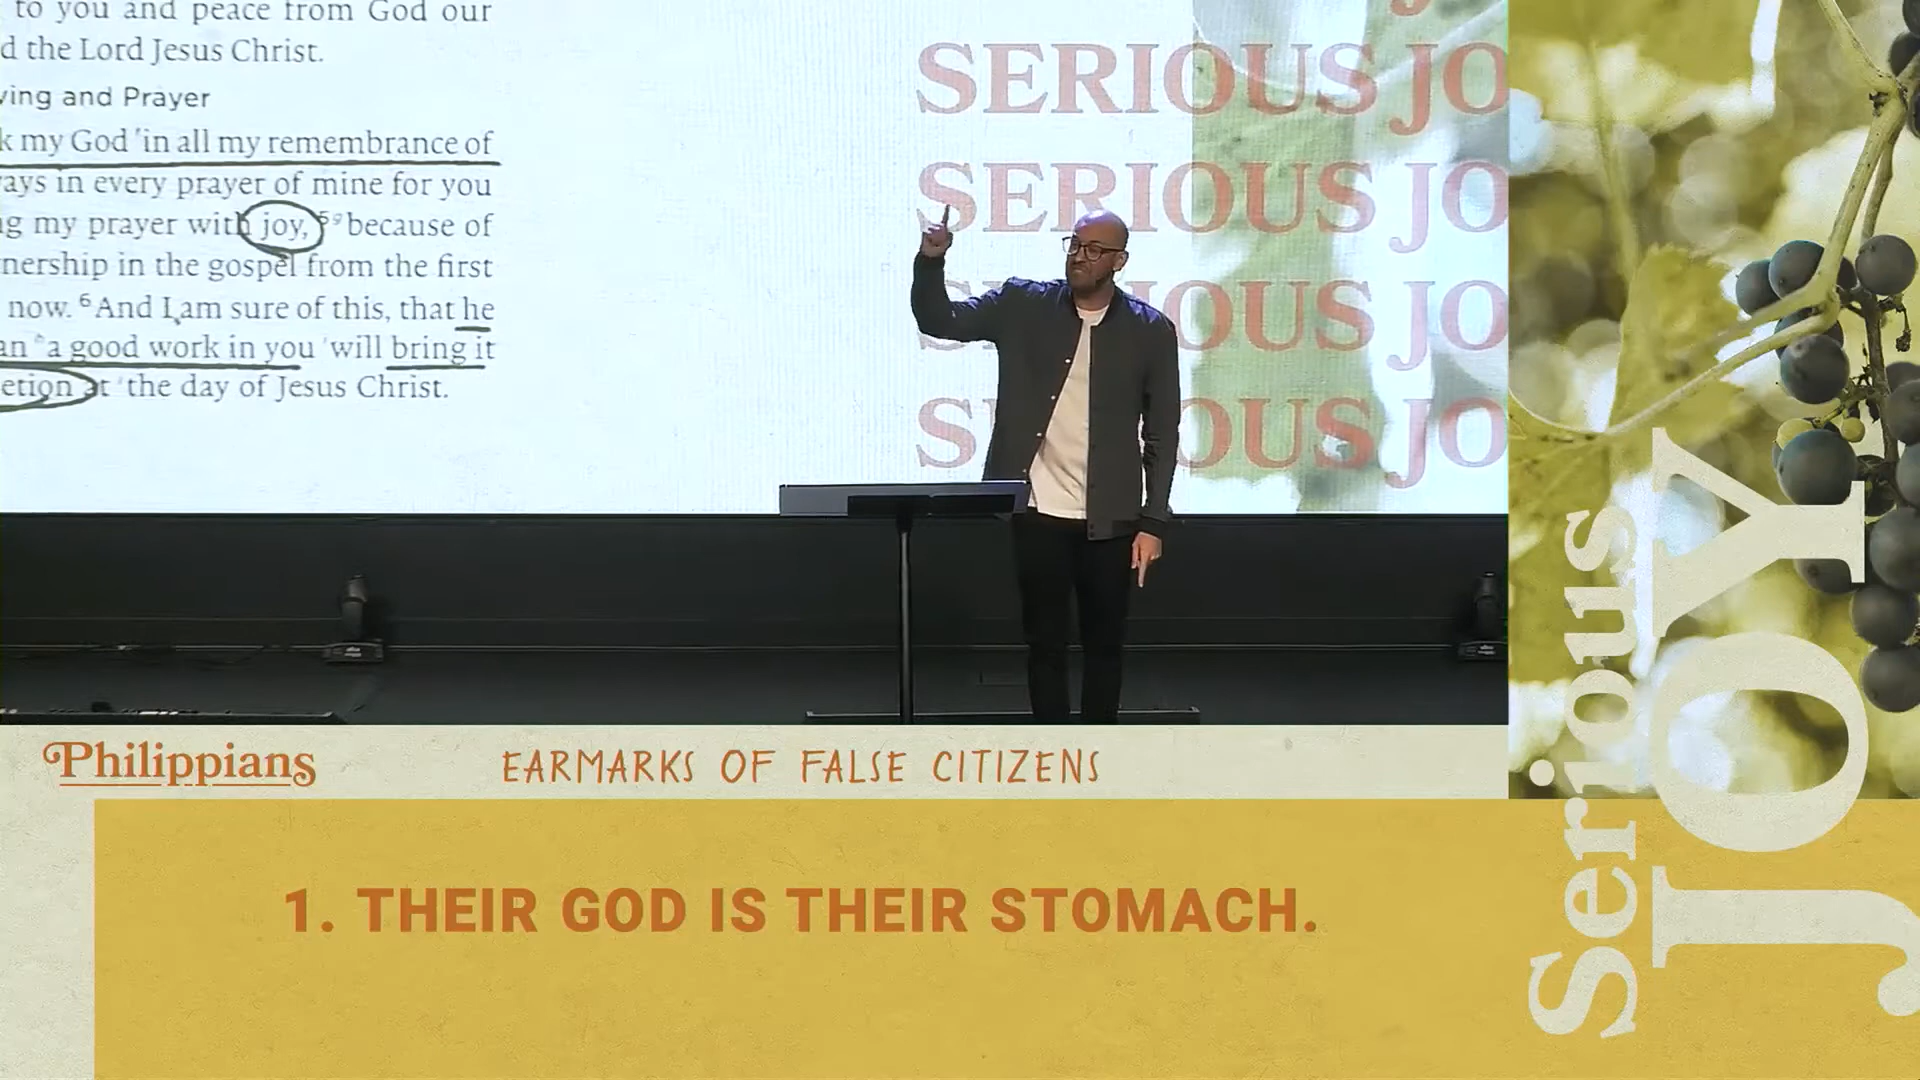 to you and peace from God our
d the Lord Jesus Christ.
ving and Prayer
k my God in all my remembrance of
ays in every prayer of mine for you
ng my prayer with joy, 5 g because of
nership in the gospel from the first
now. 6 And I am sure of this, that he
an a good work in you will bring it
etion at the day of Jesus Christ.
SERIOUS JO
SERIOUS JO
IOUS JO
S IOUS JO
Philippians
EARMARKS OF FALSE CITIZENS
1. THEIR GOD IS THEIR STOMACH.
Serious
JOY